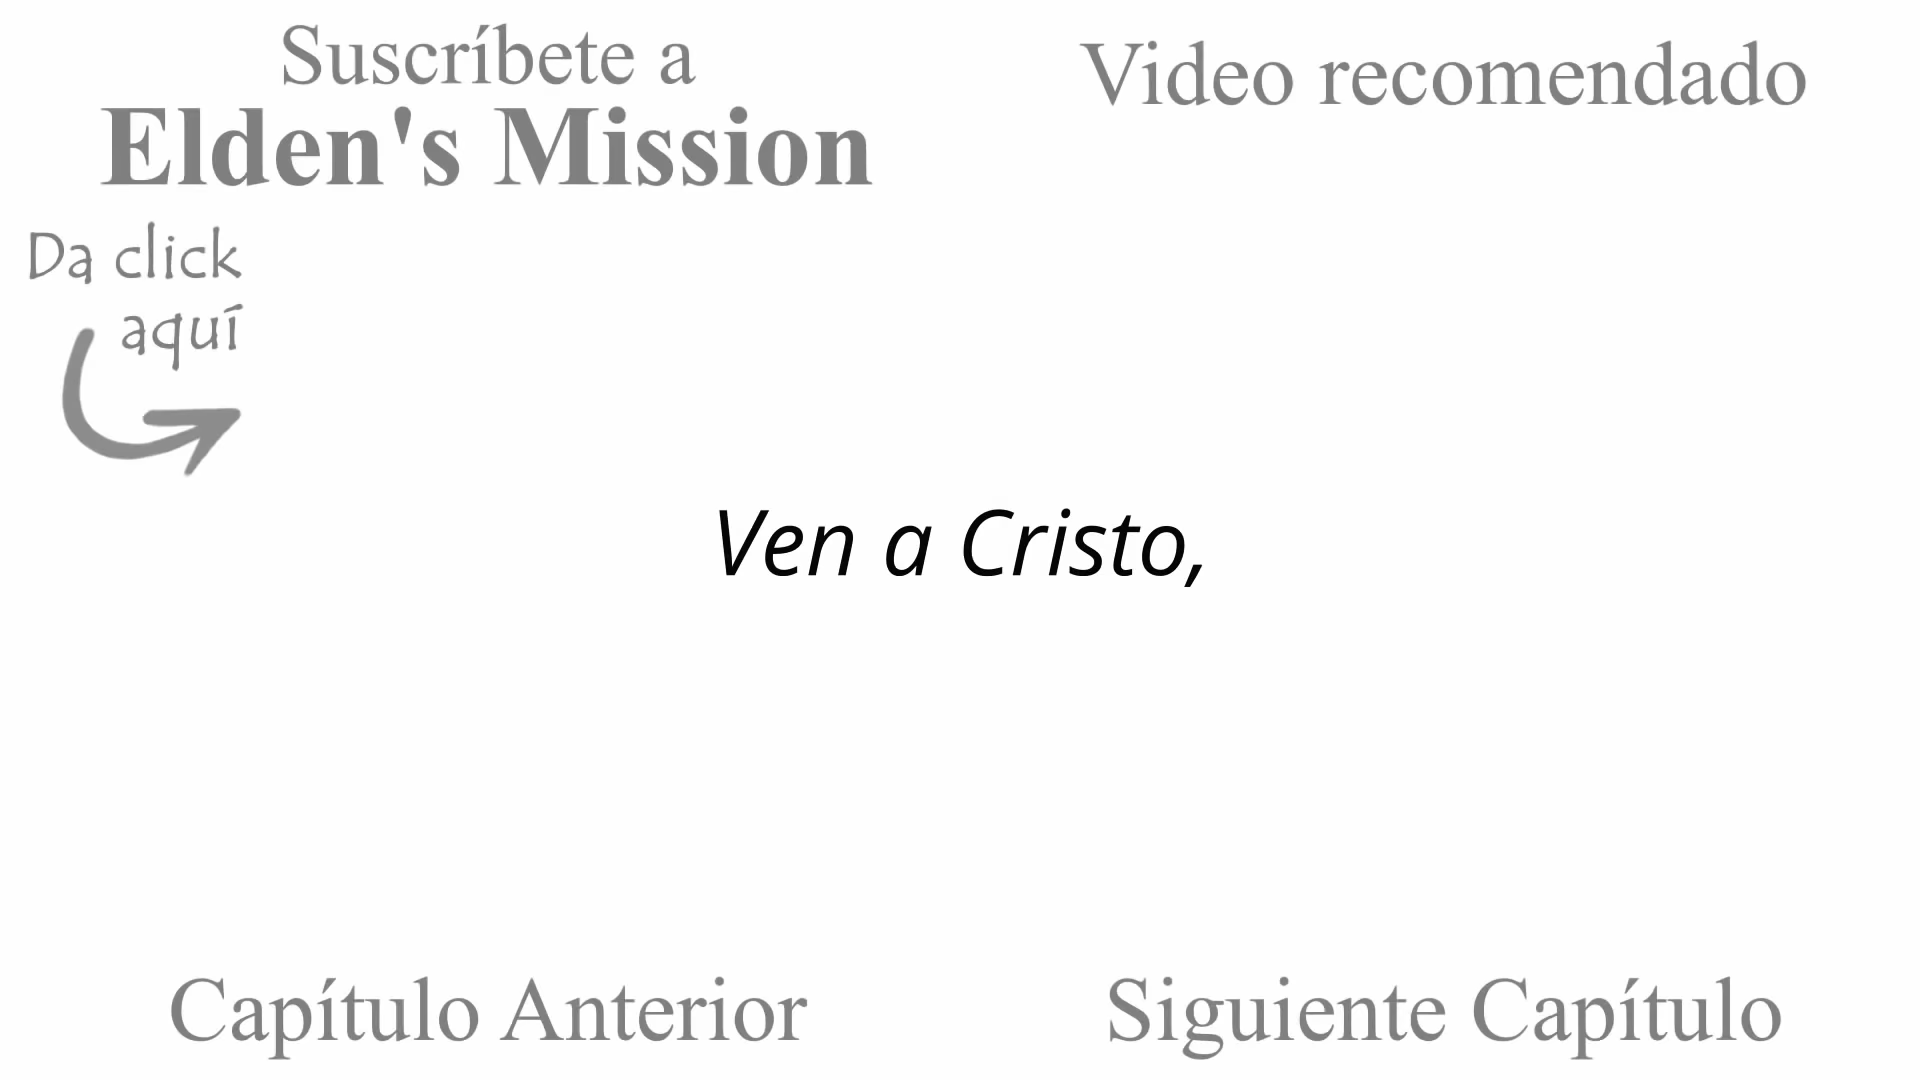 Suscríbete a
Elden's Mission
Video recomendado
Da click
aquí
Ven a Cristo,
Capítulo Anterior
Siguiente Capítulo